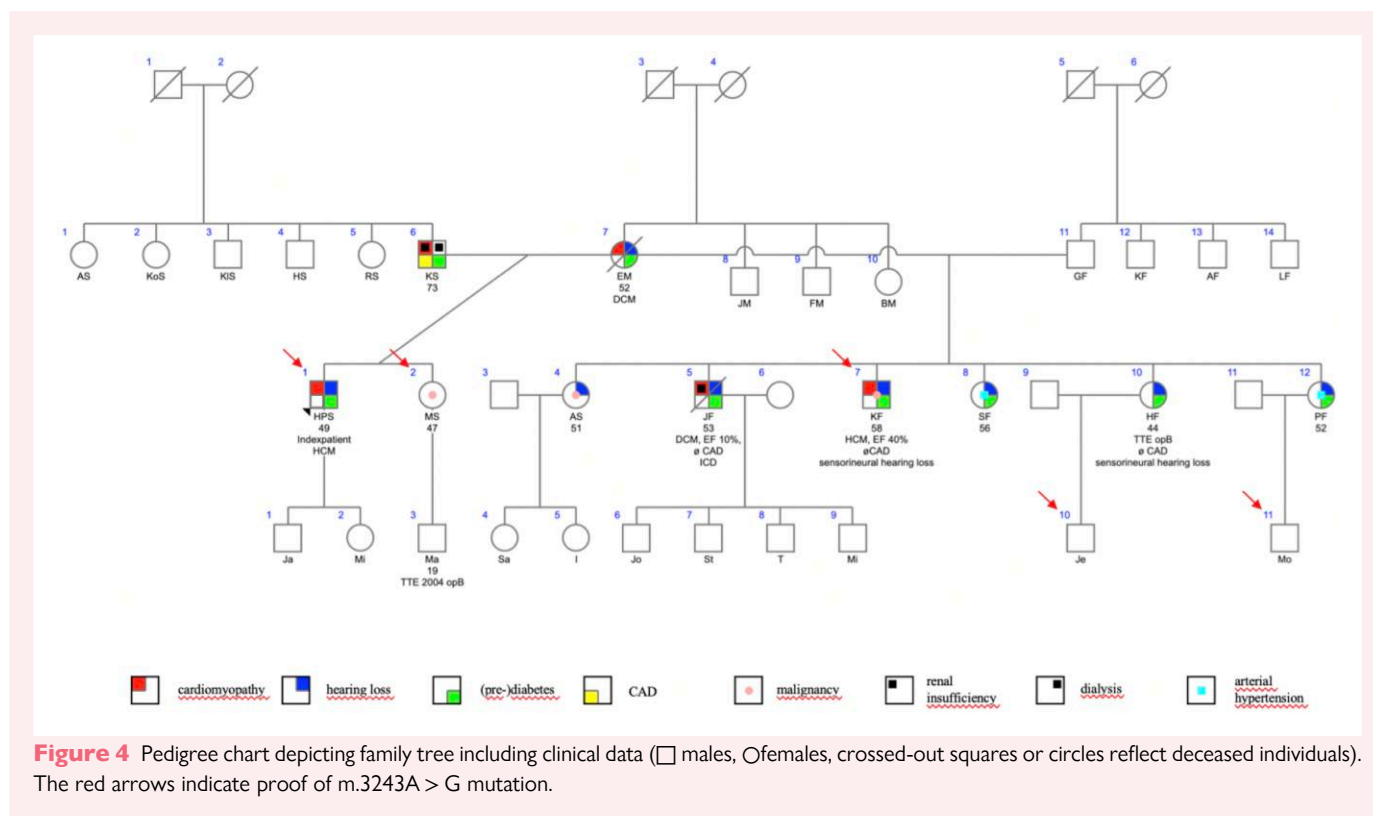 1 2 3 4 5 6
1 2 3 4 5 6 7 8 9 10 11 12 13 14
AS KoS KIS HS RS KS EM JM FM BM GF KF AF LF
73 52
DCM
1 2 3 4 5 6 7 8 9 10 11 12
HPS MS AS JF KF SF HF PF
49 47 51 53 58 56 44 52
Indexpatient DCM, EF 10%, HCM, EF 40% TTE opB
HCM ø CAD øCAD ø CAD
ICD sensorineural hearing loss sensorineural hearing loss
1 2 3 4 5 6 7 8 9 10 11
Ja Mi Ma Sa I Jo St T Mi Je Mo
19
TTE 2004 opB
cardiomyopathy hearing loss (pre-)diabetes CAD malignancy renal insufficiency dialysis arterial hypertension
Figure 4 Pedigree chart depicting family tree including clinical data (□ males, ○females, crossed-out squares or circles reflect deceased individuals).
The red arrows indicate proof of m.3243A > G mutation.